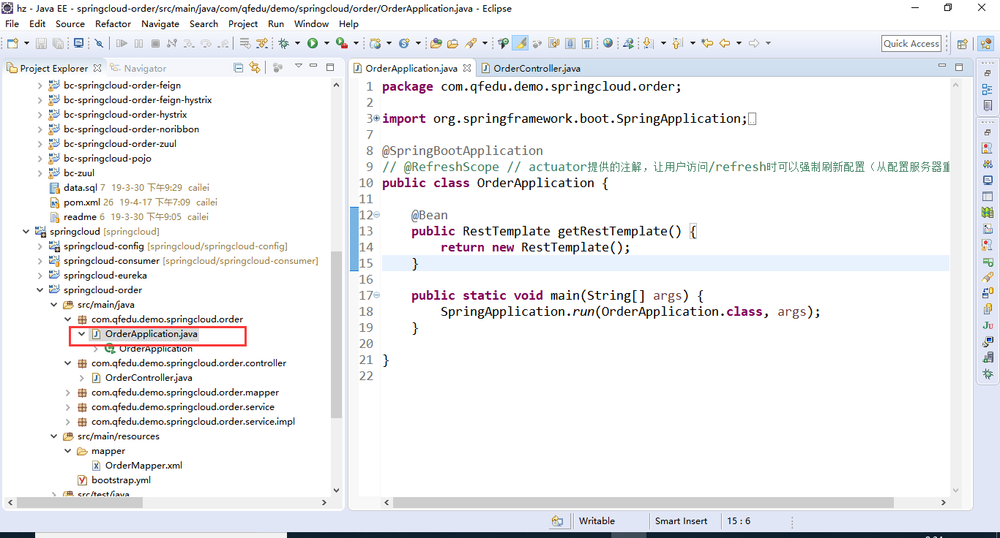 hz - Java EE - springcloud-order/src/main/java/com/qfedu/demo/springcloud/order/OrderApplication.java - Eclipse
File Edit Source Refactor Navigate Search Project Run Window Help
Quick Access
Project Explorer Navigator
bc-springcloud-order-feign
bc-springcloud-order-feign-hystrix
bc-springcloud-order-hystrix
bc-springcloud-order-noribbon
bc-springcloud-order-zuul
bc-springcloud-pojo
bc-zuul
data.sql 7 19-3-30 下午9:29 cailei
pom.xml 26 19-4-17 下午7:09 cailei
readme 6 19-3-30 下午9:05 cailei
springcloud [springcloud]
springcloud-config [springcloud/springcloud-config]
springcloud-consumer [springcloud/springcloud-consumer]
springcloud-eureka
springcloud-order
src/main/java
com.qfedu.demo.springcloud.order
OrderApplication.java
OrderApplication
com.qfedu.demo.springcloud.order.controller
OrderController.java
com.qfedu.demo.springcloud.order.mapper
com.qfedu.demo.springcloud.order.service
com.qfedu.demo.springcloud.order.service.impl
src/main/resources
mapper
OrderMapper.xml
bootstrap.yml
src/test/java
OrderApplication.java OrderController.java
1 package com.qfedu.demo.springcloud.order;
2
3 import org.springframework.boot.SpringApplication;
7
8 @SpringBootApplication
9 // @RefreshScope // actuator提供的注解，让用户访问/refresh时可以强制刷新配置（从配置服务器重
10 public class OrderApplication {
11
12 @Bean
13 public RestTemplate getRestTemplate() {
14 return new RestTemplate();
15 }
16
17 public static void main(String[] args) {
18 SpringApplication.run(OrderApplication.class, args);
19 }
20
21 }
22
Writable Smart Insert 15 : 6